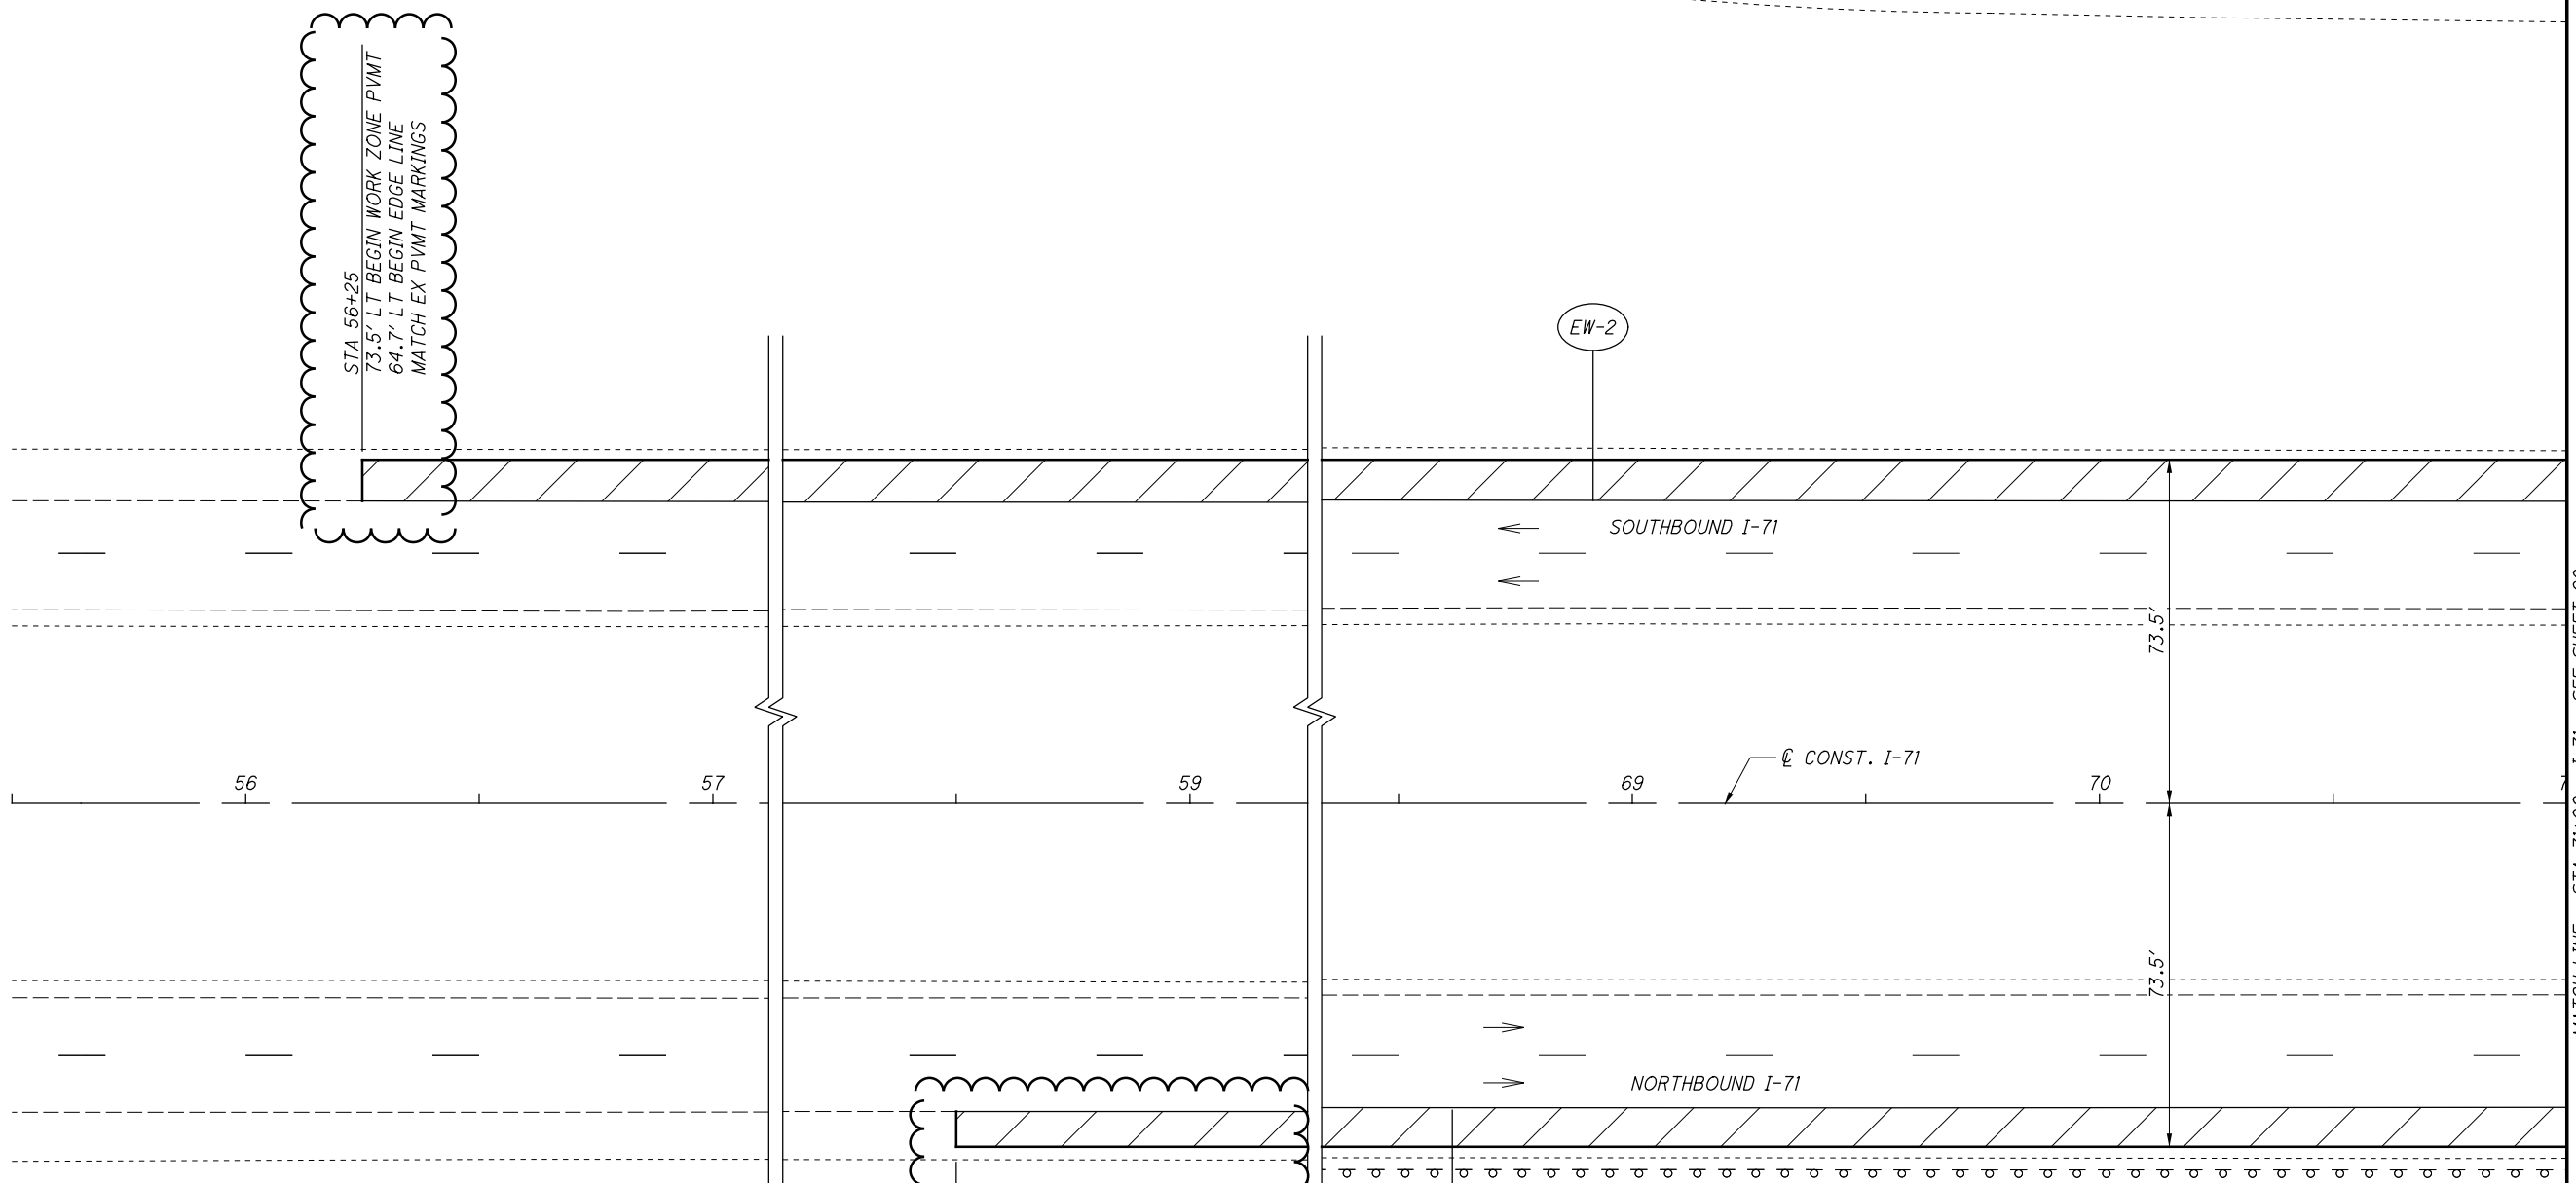 STA 56+25
73.5' LT BEGIN WORK ZONE PVMT
64.7' LT BEGIN EDGE LINE
MATCH EX PVMT MARKINGS
EW-2
SOUTHBOUND I-71
73.5'
℄ CONST. I-71
56
57
59
69
70
73.5'
NORTHBOUND I-71